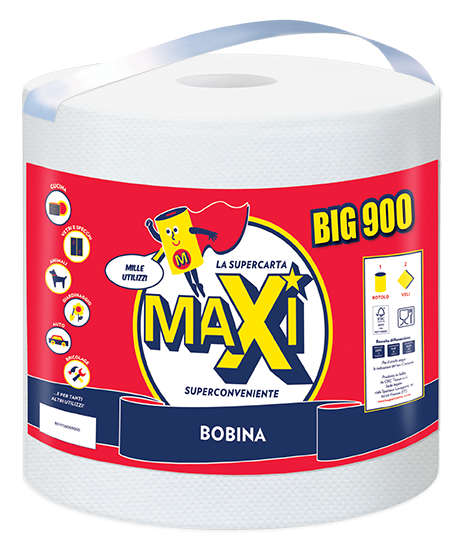 BIG 900
CUCINA
VETRI E SPECCHI
ANIMALI
GIARDINAGGIO
AUTO
BRICOLAGE
...E PER TANTI
ALTRI UTILIZZI!
MILLE
UTILIZZI
M
LA SUPERCARTA
MAXi
SUPERCONVENIENTE
BOBINA
1
ROTOLO
2
VELI
FSC
Raccolta differenziata